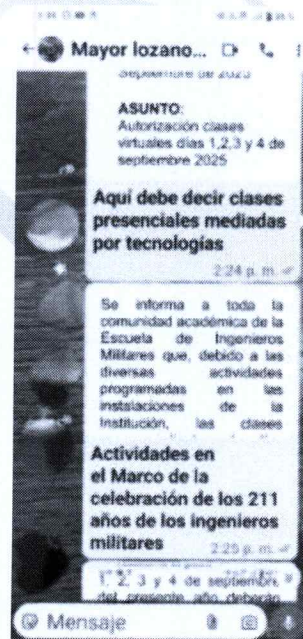 Mayor lozano...
septiembre de 2025
ASUNTO:
Autorización clases
virtuales días 1,2,3 y 4 de
septiembre 2025
Aquí debe decir clases
presenciales mediadas
por tecnologías
2:24 p. m.
Se informa a toda la
comunidad académica de la
Escuela de Ingenieros
Militares que, debido a las
diversas actividades
programadas en las
instalaciones de la
Institución, las clases
Actividades en
el Marco de la
celebración de los 211
años de los ingenieros
militares
2:25 p. m.
1, 2, 3 y 4 de septiembre
del presente año deberán
Mensaje